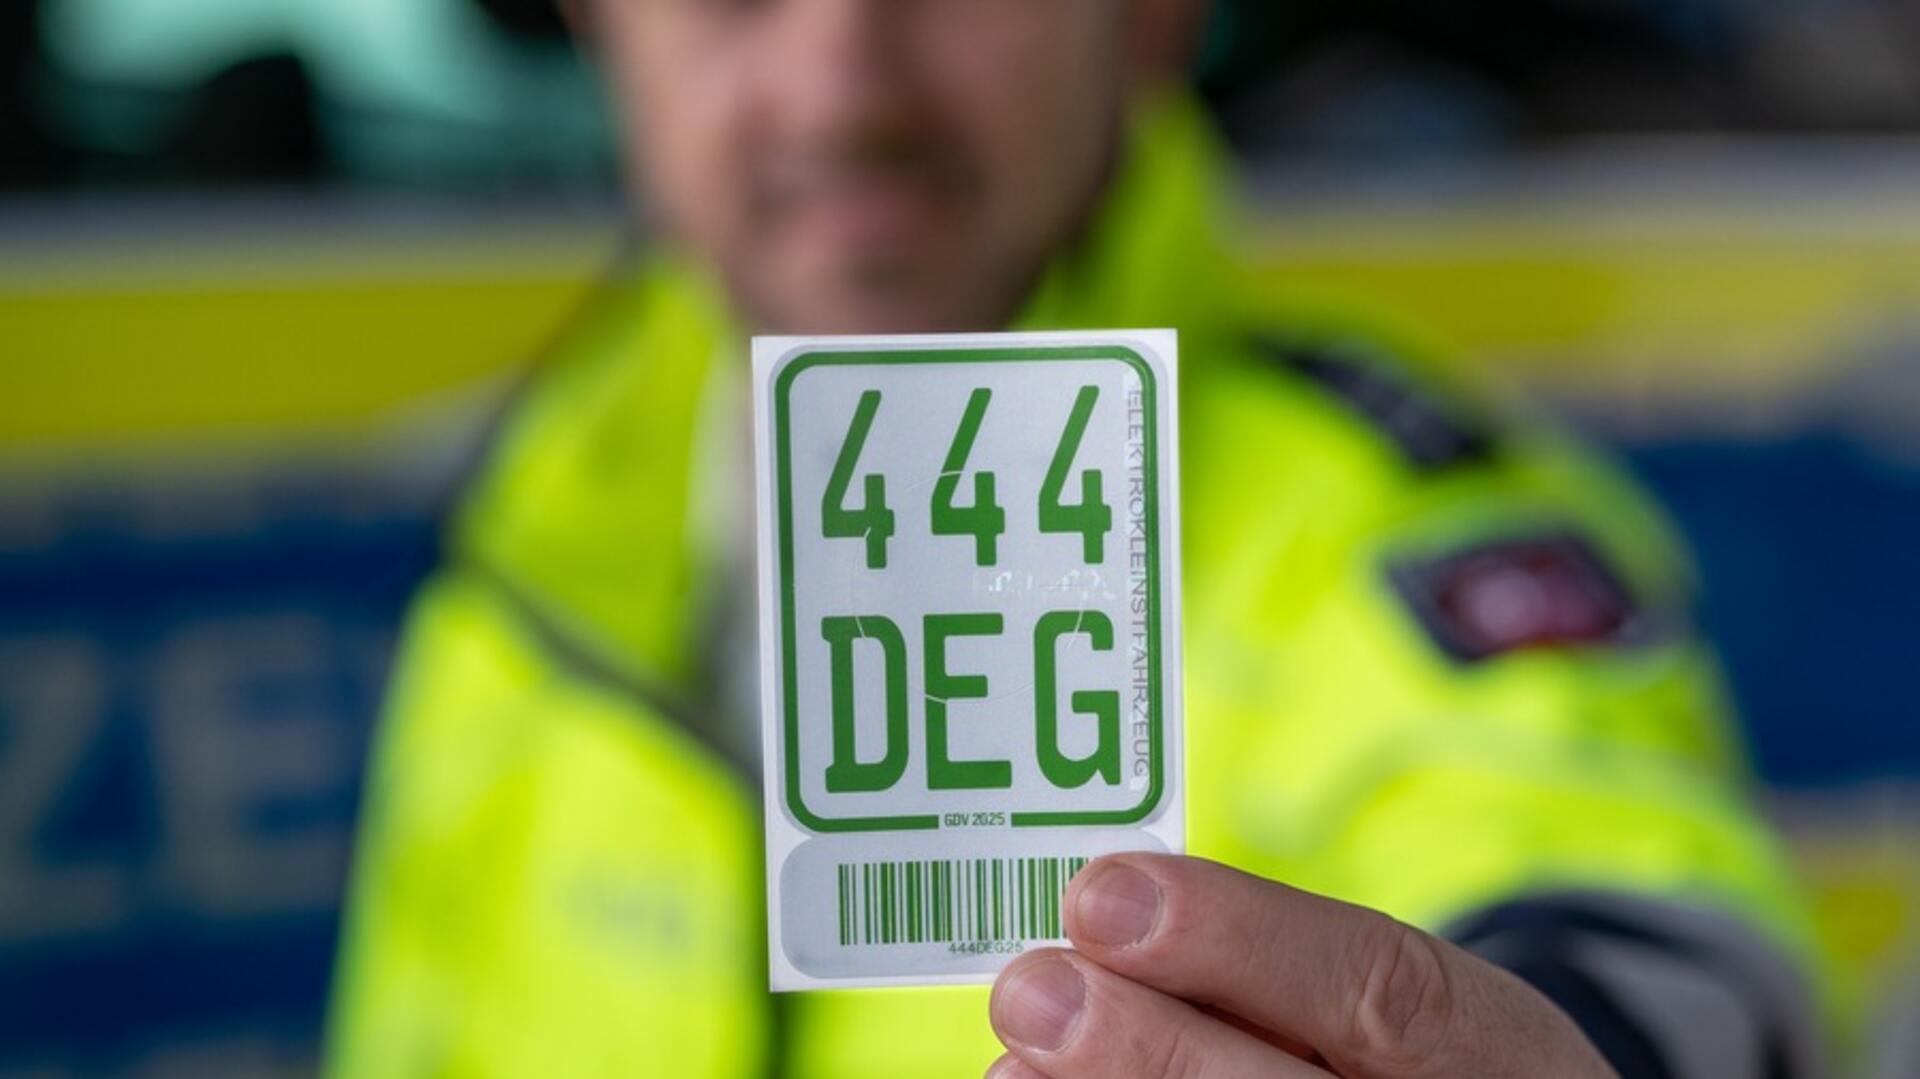 444
DEG
ELEKTROKLEINSTFAHRZEUG
GDV 2025
444DEG25